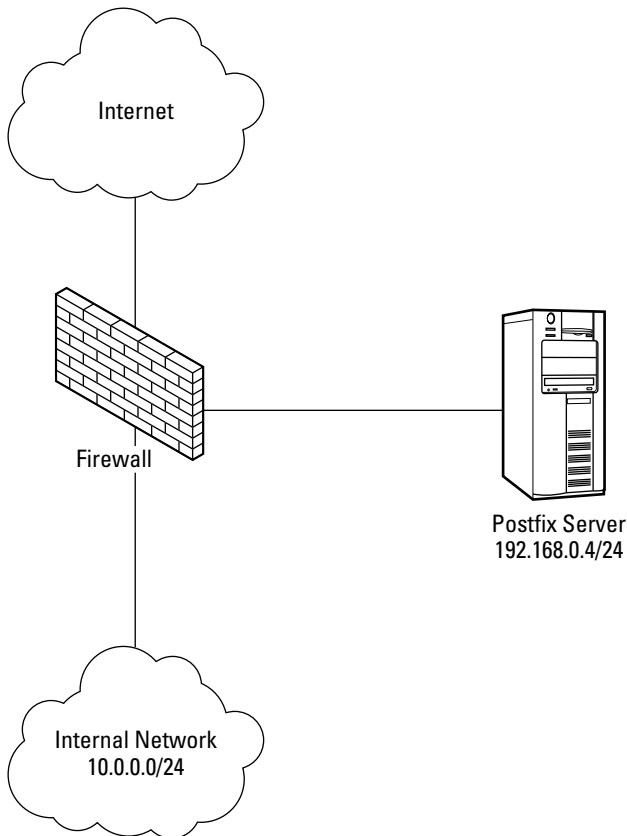 Internet
Firewall
Postfix Server
192.168.0.4/24
Internal Network
10.0.0.0/24